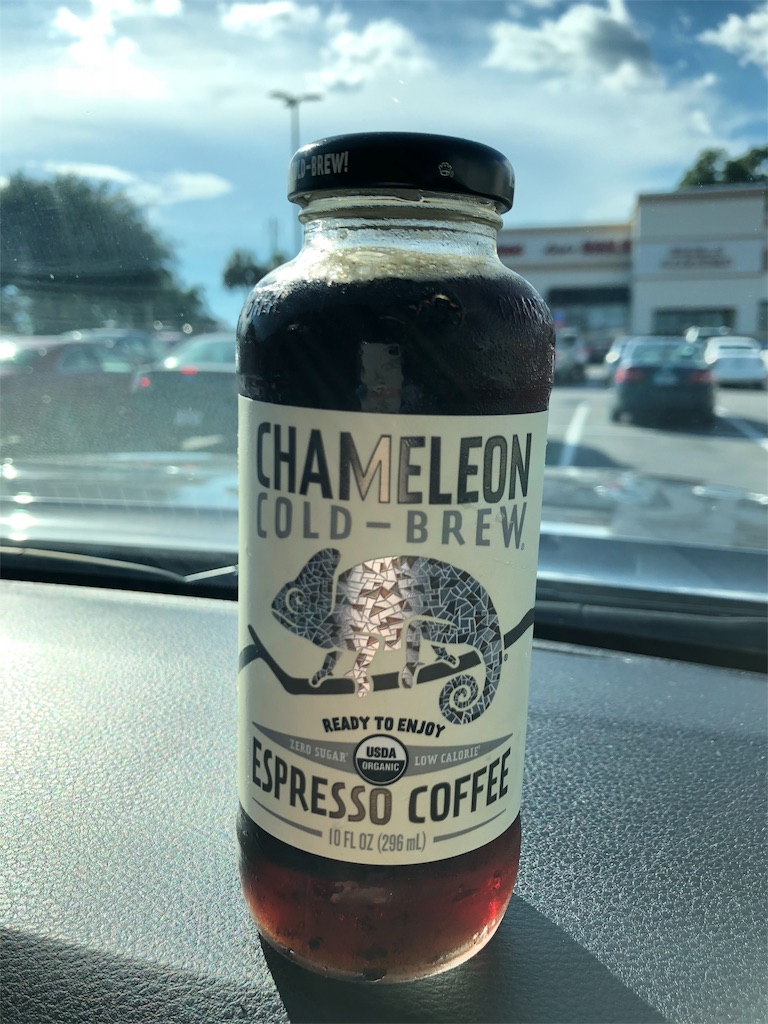 LD-BREW!
CHAMELEON
COLD-BREW®
READY TO ENJOY
ZERO SUGAR* USDA ORGANIC LOW CALORIE*
ESPRESSO COFFEE
10 FL OZ (296 mL)